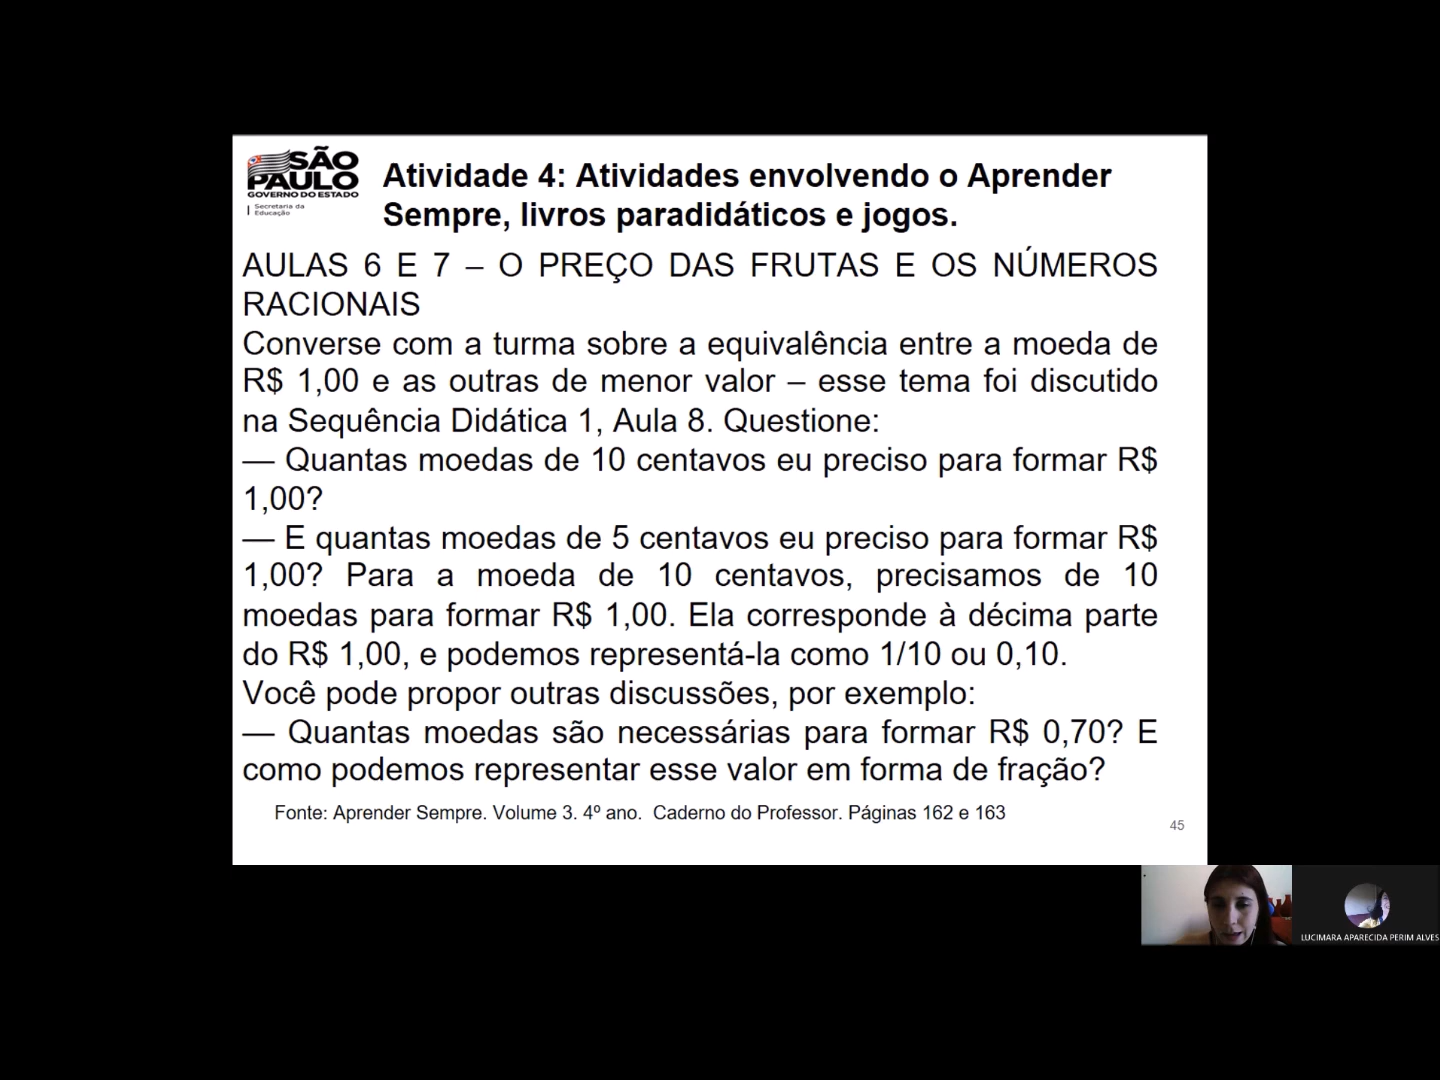 SÃO
PAULO
GOVERNO DO ESTADO
Secretaria da
Educação
Atividade 4: Atividades envolvendo o Aprender
Sempre, livros paradidáticos e jogos.
AULAS 6 E 7 – O PREÇO DAS FRUTAS E OS NÚMEROS
RACIONAIS
Converse com a turma sobre a equivalência entre a moeda de
R$ 1,00 e as outras de menor valor – esse tema foi discutido
na Sequência Didática 1, Aula 8. Questione:
— Quantas moedas de 10 centavos eu preciso para formar R$
1,00?
— E quantas moedas de 5 centavos eu preciso para formar R$
1,00? Para a moeda de 10 centavos, precisamos de 10
moedas para formar R$ 1,00. Ela corresponde à décima parte
do R$ 1,00, e podemos representá-la como 1/10 ou 0,10.
Você pode propor outras discussões, por exemplo:
— Quantas moedas são necessárias para formar R$ 0,70? E
como podemos representar esse valor em forma de fração?
Fonte: Aprender Sempre. Volume 3. 4º ano. Caderno do Professor. Páginas 162 e 163
45
LUCIMARA APARECIDA PERIM ALVES